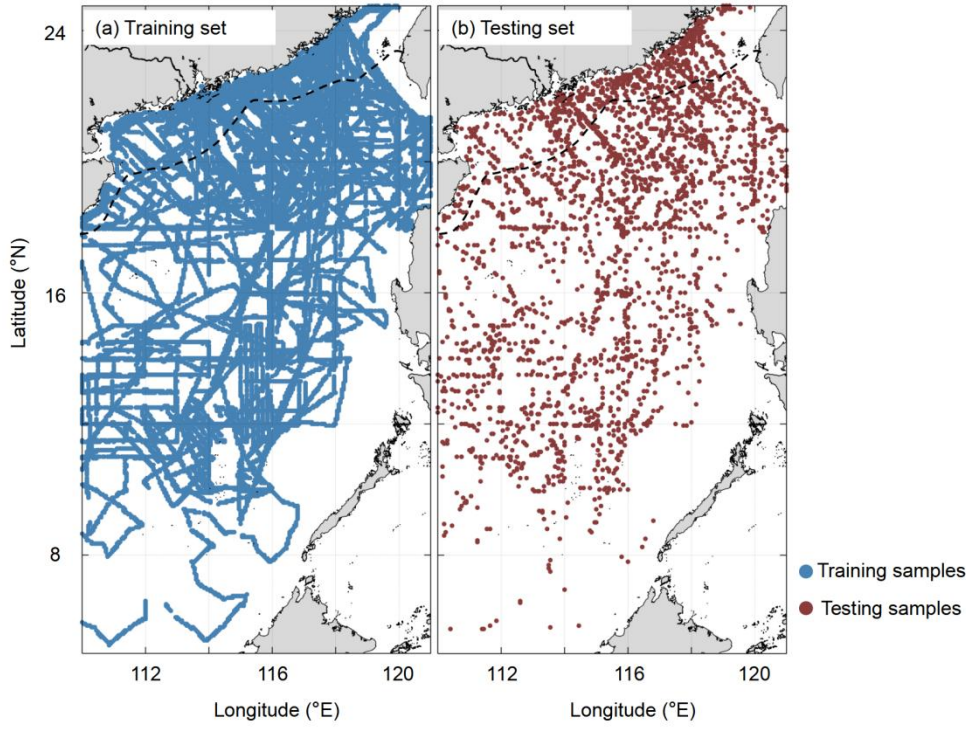 (a) Training set
(b) Testing set
24
16
8
Latitude (°N)
Training samples
Testing samples
112
116
120
112
116
120
Longitude (°E)
Longitude (°E)